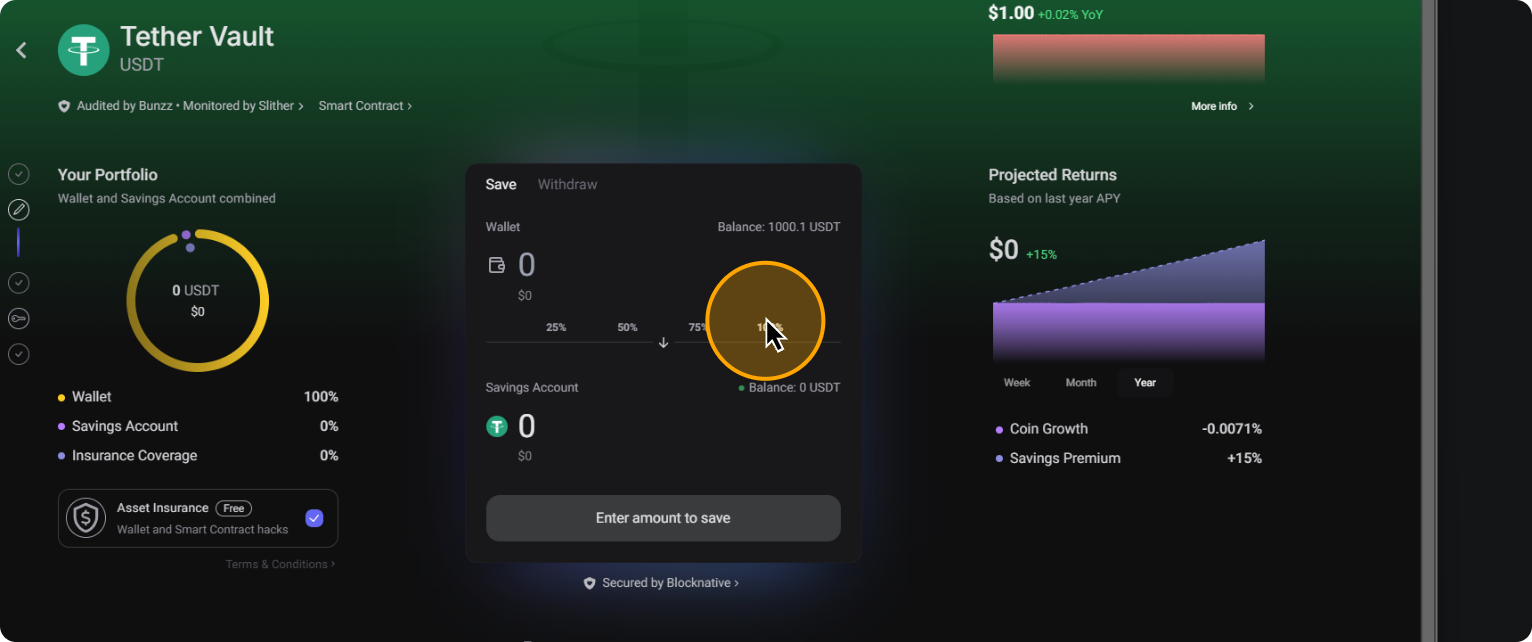 $1.00 +0.02% YoY
Tether Vault
USDT
Audited by Bunzz • Monitored by Slither > Smart Contract >
More info >
Your Portfolio
Wallet and Savings Account combined
0 USDT
$0
Wallet 100%
Savings Account 0%
Insurance Coverage 0%
Asset Insurance Free
Wallet and Smart Contract hacks
Terms & Conditions >
Save Withdraw
Wallet Balance: 1000.1 USDT
0
$0
25% 50% 75% 100%
Savings Account Balance: 0 USDT
0
$0
Enter amount to save
Secured by Blocknative >
Projected Returns
Based on last year APY
$0 +15%
Week Month Year
Coin Growth -0.0071%
Savings Premium +15%